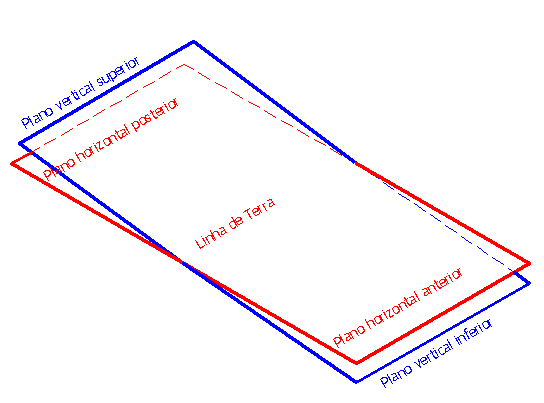 Plano vertical superior
Plano horizontal posterior
Linha de Terra
Plano horizontal anterior
Plano vertical inferior